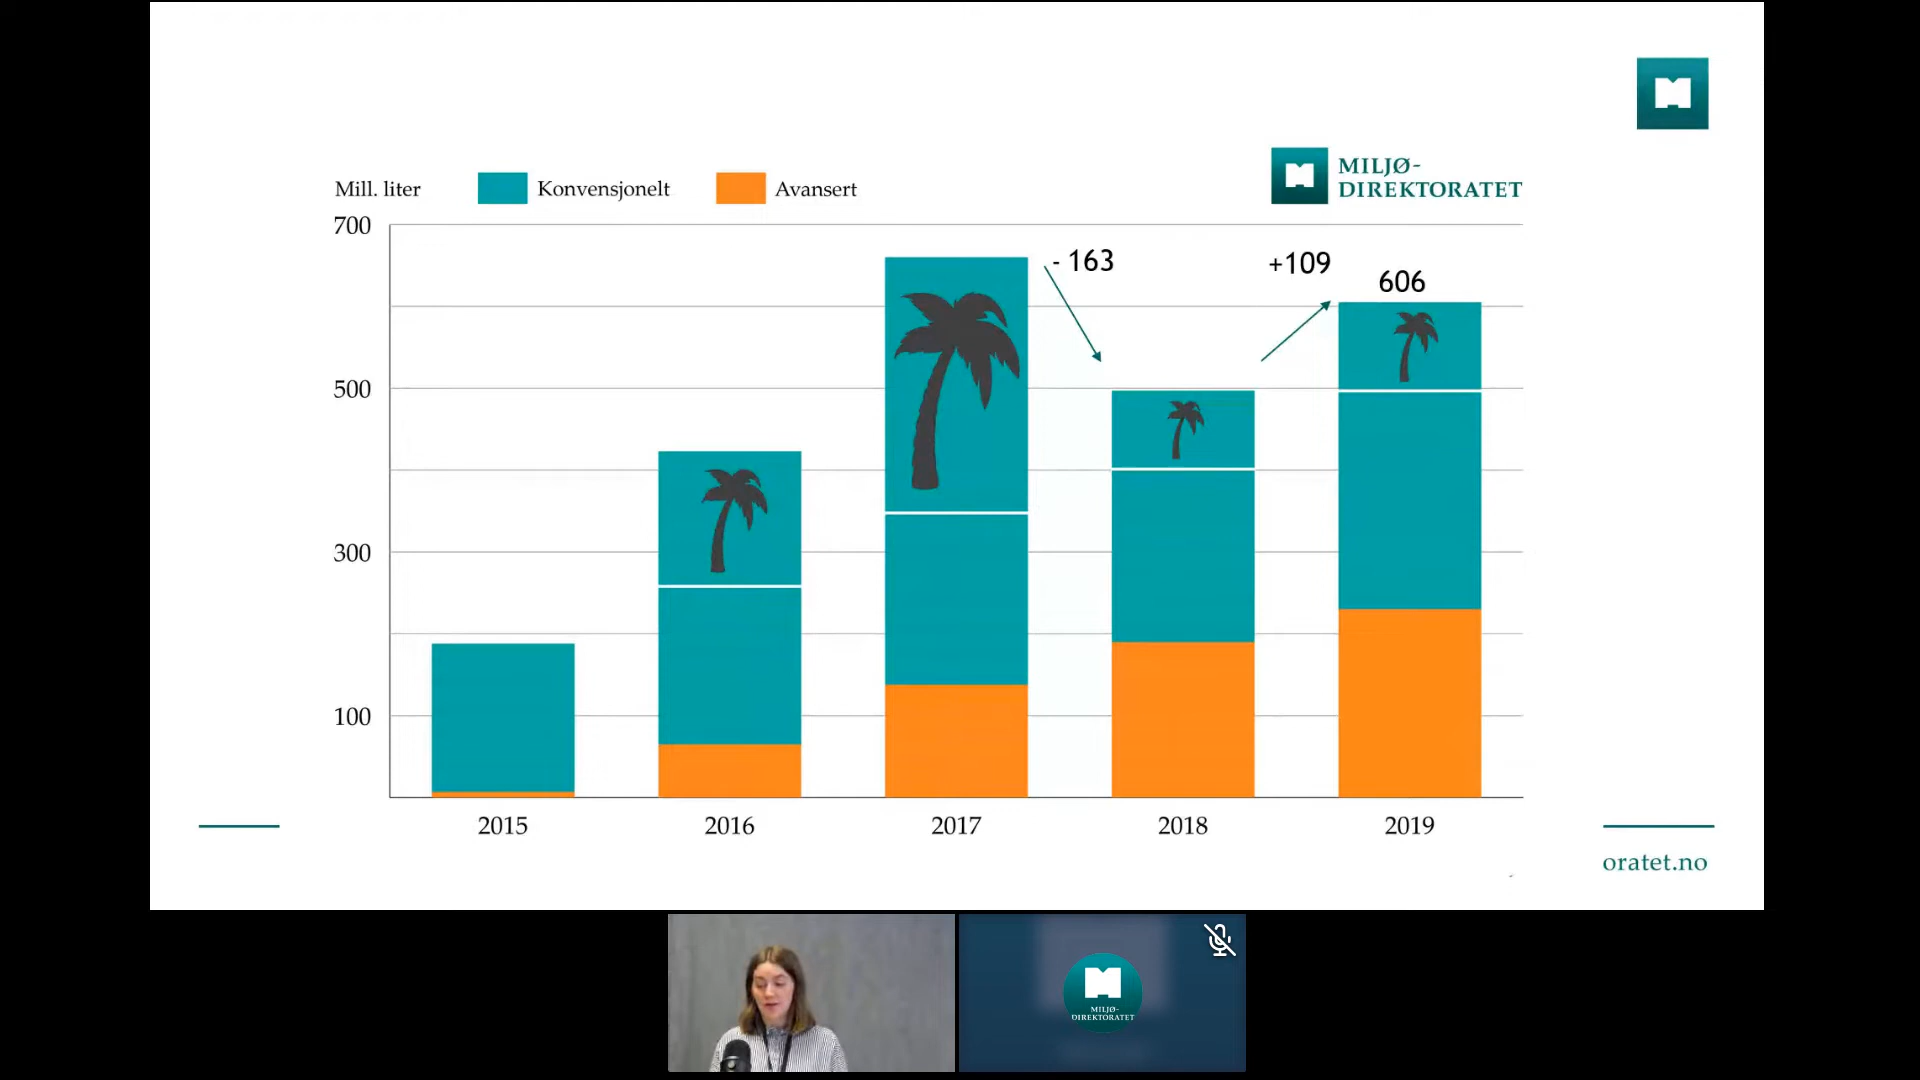 Mill. liter
Konvensjonelt
Avansert
MILJØ-
DIREKTORATET
700
500
300
100
- 163
+109
606
2015
2016
2017
2018
2019
oratet.no
MILJØ-
DIREKTORATET